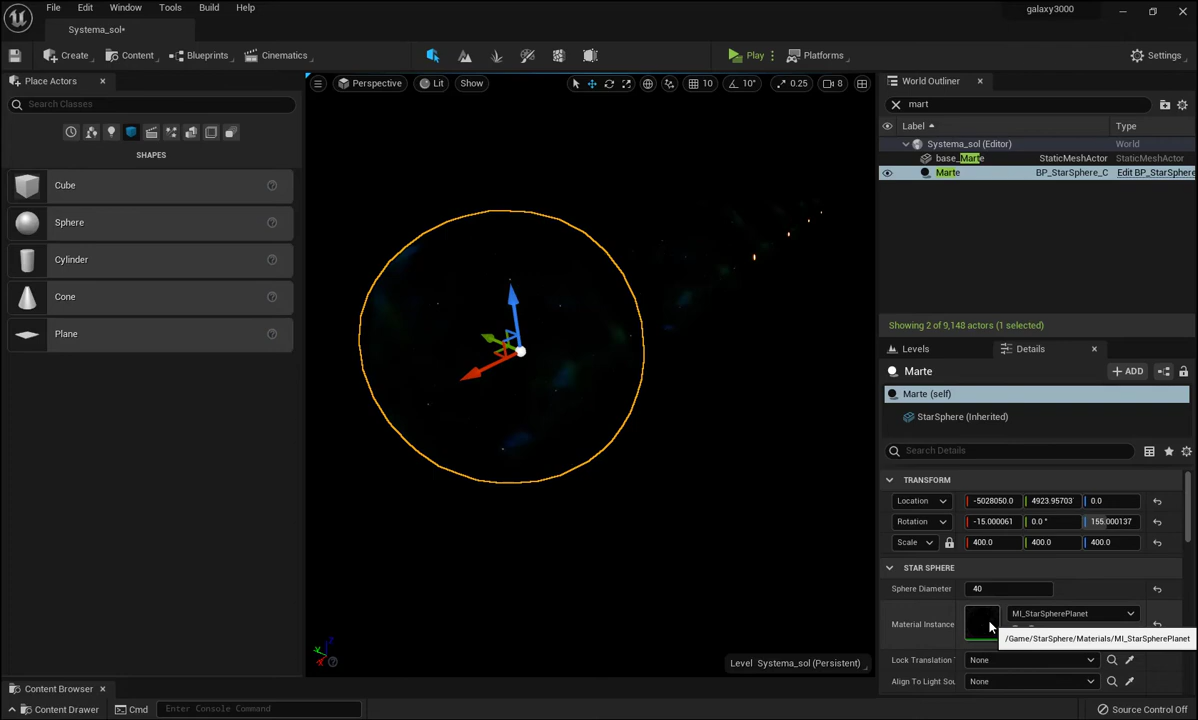 File Edit Window Tools Build Help galaxy3000
Systema_sol•
Create Content Blueprints Cinematics Play Platforms Settings
Place Actors
Search Classes
SHAPES
Cube
Sphere
Cylinder
Cone
Plane
Perspective Lit Show 10 10° 0.25 8
World Outliner
mart
Label Type
Systema_sol (Editor) World
base_Marte StaticMeshActor StaticMeshActor
Marte BP_StarSphere_C Edit BP_StarSphere
Showing 2 of 9,148 actors (1 selected)
Levels Details
Marte ADD
Marte (self)
StarSphere (Inherited)
Search Details
TRANSFORM
Location -5028050.0 4923.95703 0.0
Rotation -15.000061 0.0 ° 155.000137
Scale 400.0 400.0 400.0
STAR SPHERE
Sphere Diameter 40
Material Instance MI_StarSpherePlanet
/Game/StarSphere/Materials/MI_StarSpherePlanet
Lock Translation None
Align To Light Sou None
Level Systema_sol (Persistent)
Content Browser
Content Drawer Cmd Enter Console Command Source Control Off